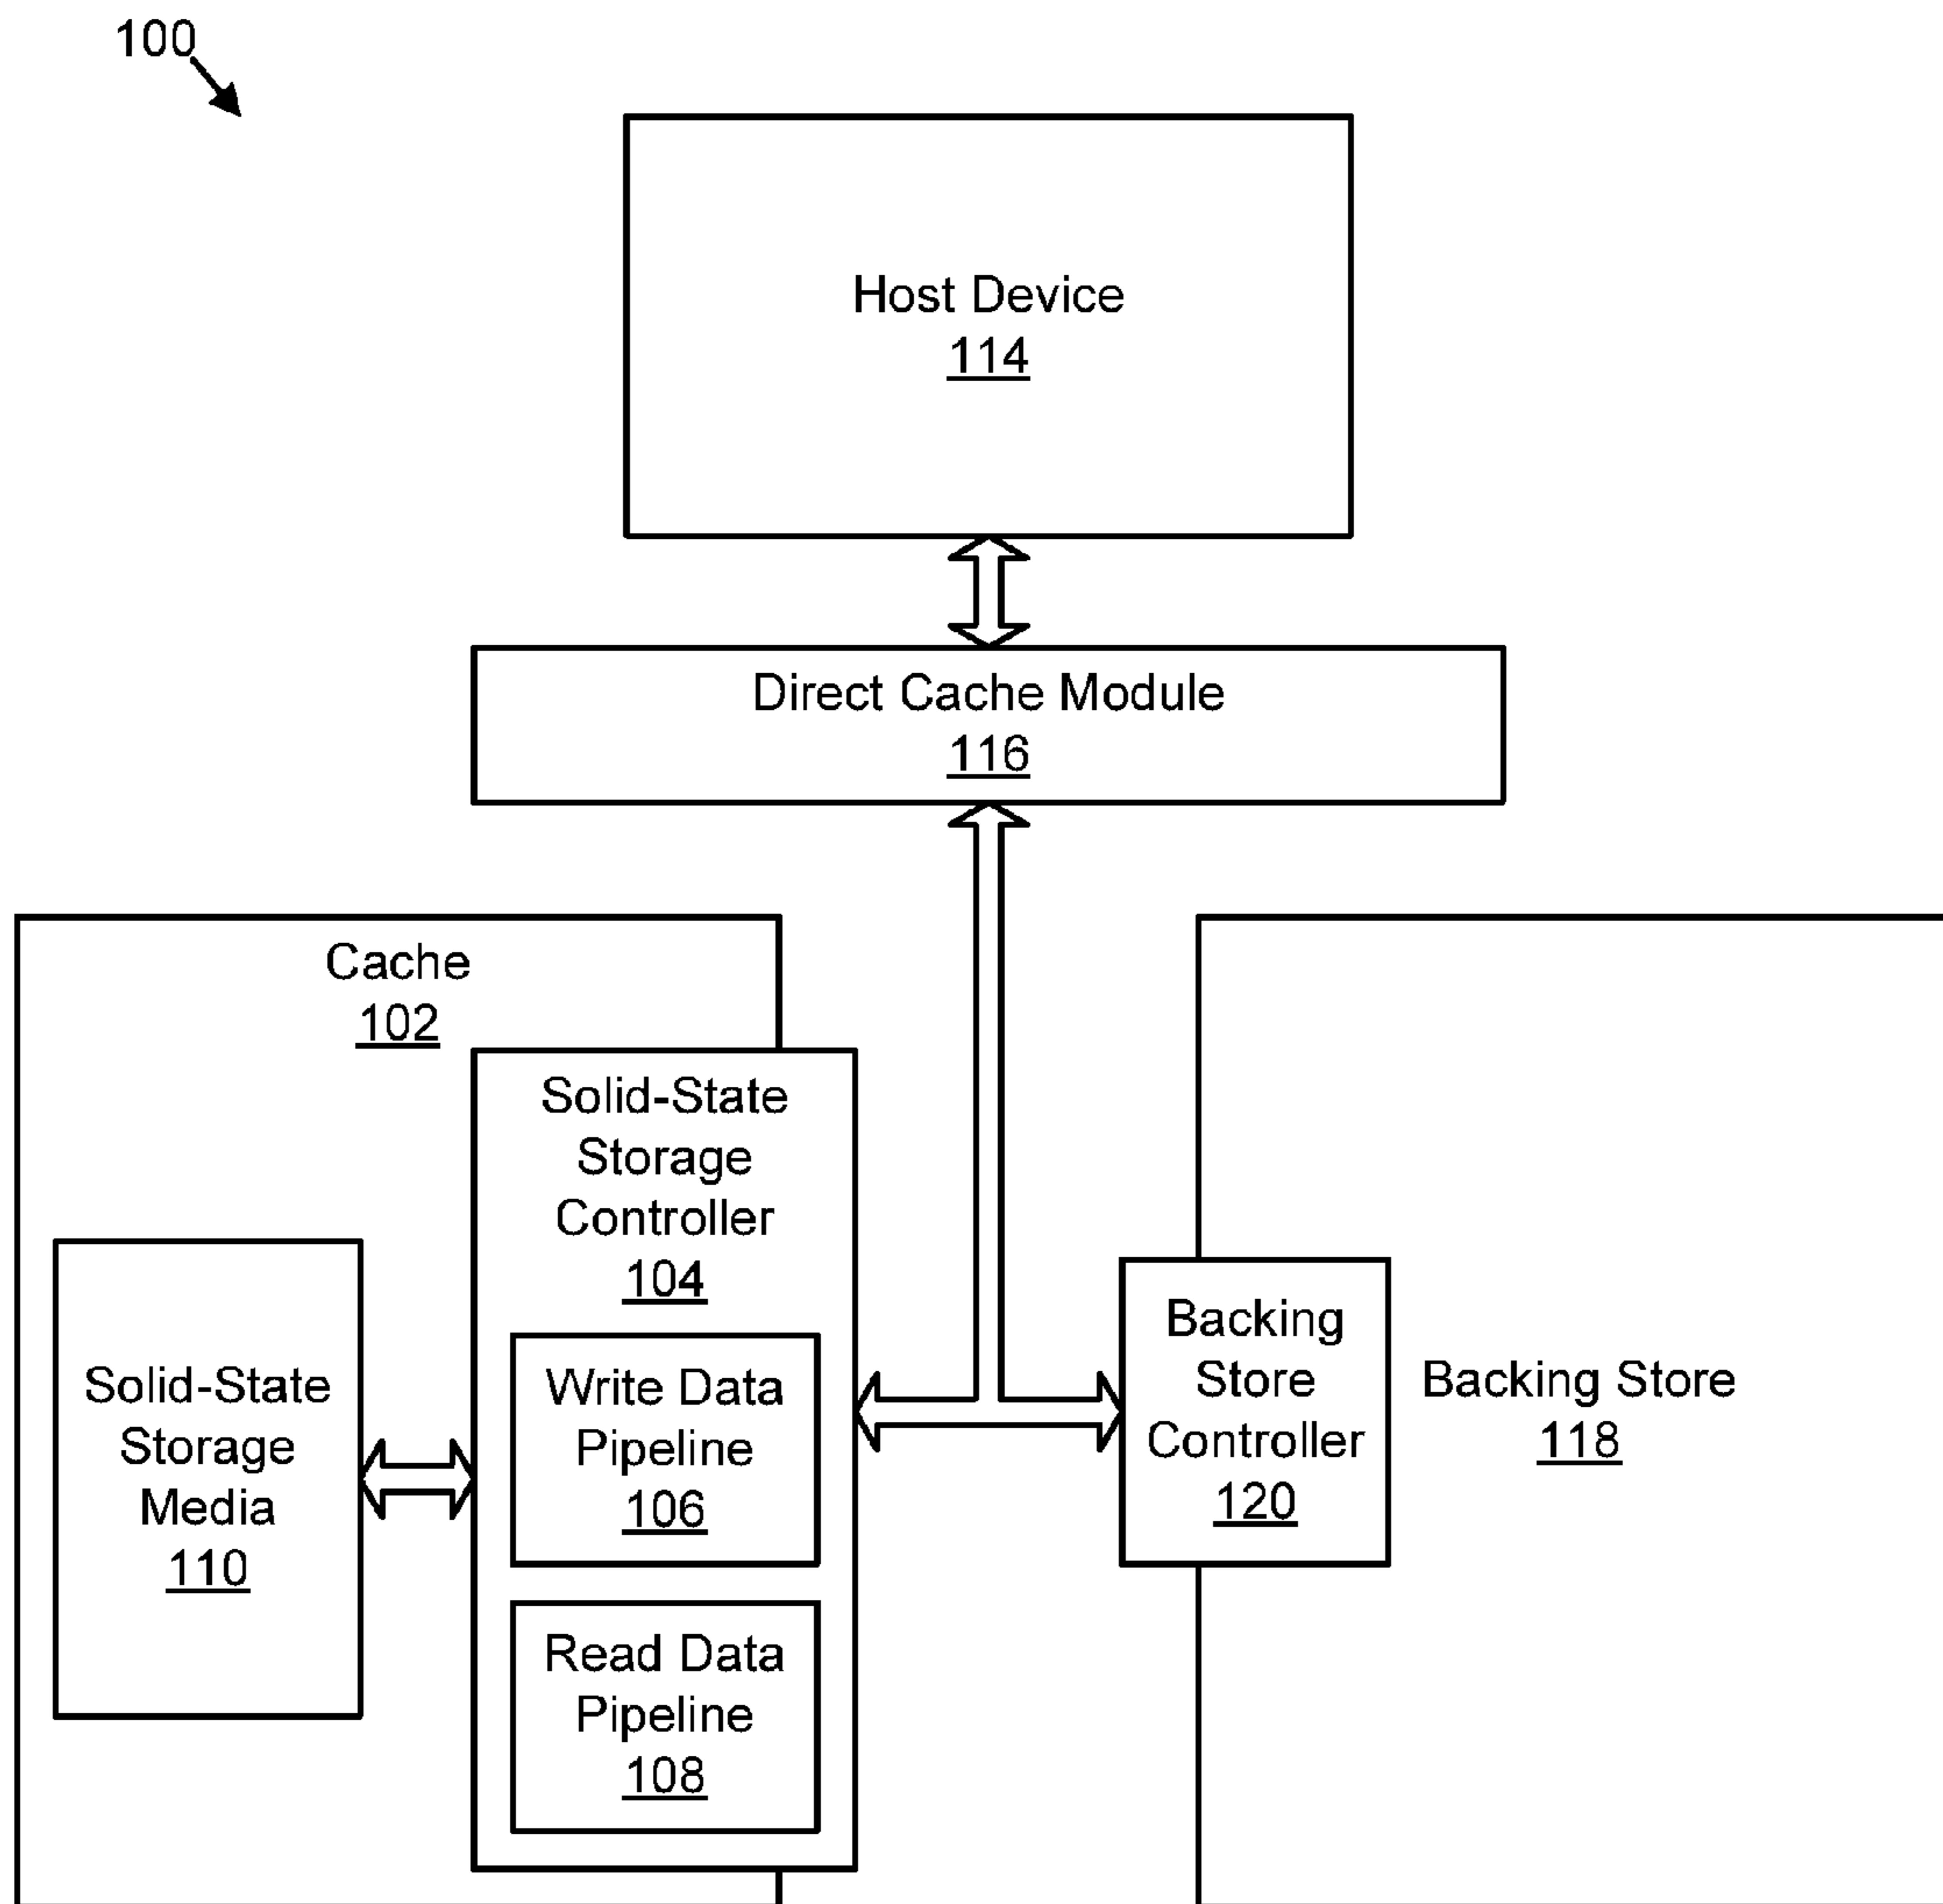 100
Host Device
114
Direct Cache Module
116
Cache
102
Solid-State
Storage
Controller
104
Write Data
Pipeline
106
Read Data
Pipeline
108
Solid-State
Storage
Media
110
Backing
Store
Controller
120
Backing Store
118